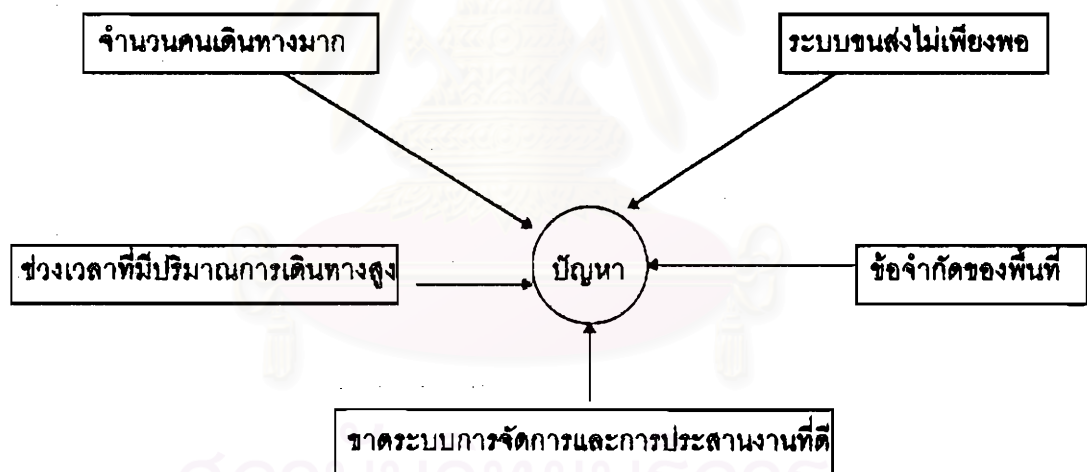 จำนวนคนเดินทางมาก
ระบบขนส่งไม่เพียงพอ
ช่วงเวลาที่มีปริมาณการเดินทางสูง
ปัญหา
ข้อจำกัดของพื้นที่
ขาดระบบการจัดการและการประสานงานที่ดี